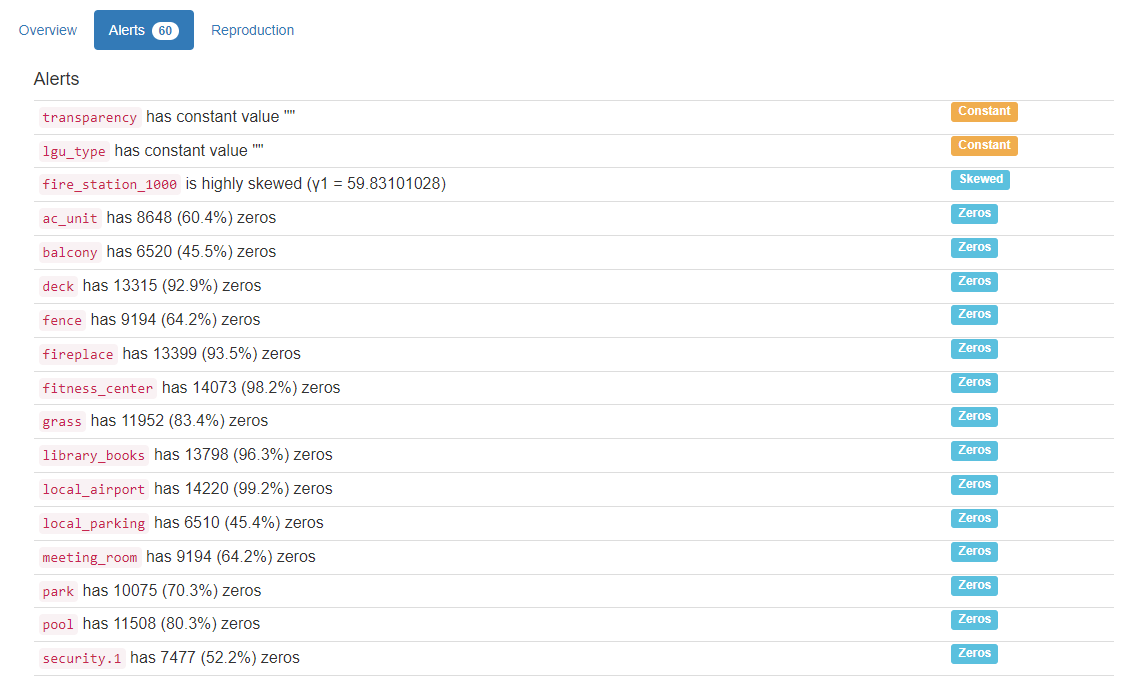 Overview Alerts 60 Reproduction
Alerts
transparency has constant value "" Constant
lgu_type has constant value "" Constant
fire_station_1000 is highly skewed (γ1 = 59.83101028) Skewed
ac_unit has 8648 (60.4%) zeros Zeros
balcony has 6520 (45.5%) zeros Zeros
deck has 13315 (92.9%) zeros Zeros
fence has 9194 (64.2%) zeros Zeros
fireplace has 13399 (93.5%) zeros Zeros
fitness_center has 14073 (98.2%) zeros Zeros
grass has 11952 (83.4%) zeros Zeros
library_books has 13798 (96.3%) zeros Zeros
local_airport has 14220 (99.2%) zeros Zeros
local_parking has 6510 (45.4%) zeros Zeros
meeting_room has 9194 (64.2%) zeros Zeros
park has 10075 (70.3%) zeros Zeros
pool has 11508 (80.3%) zeros Zeros
security.1 has 7477 (52.2%) zeros Zeros